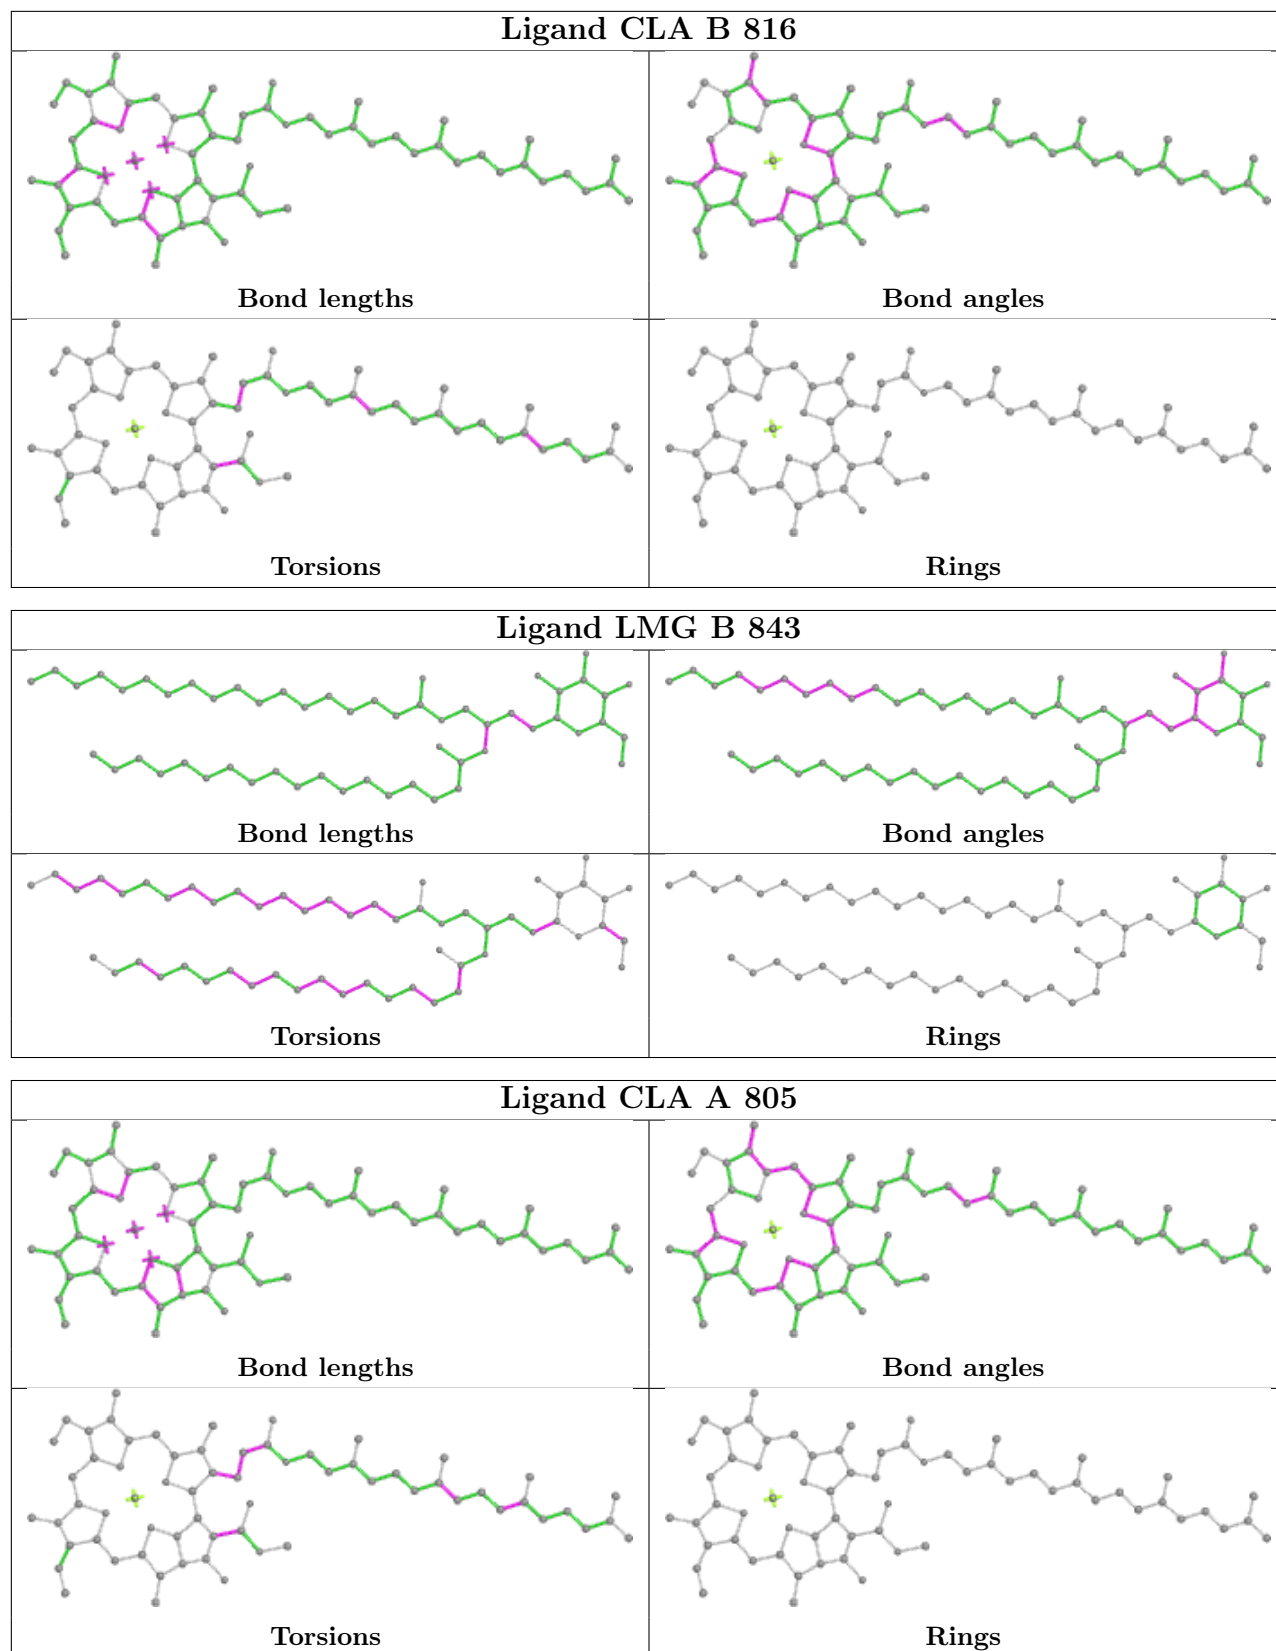 Ligand CLA B 816
Bond lengths
Bond angles
Torsions
Rings
Ligand LMG B 843
Bond lengths
Bond angles
Torsions
Rings
Ligand CLA A 805
Bond lengths
Bond angles
Torsions
Rings